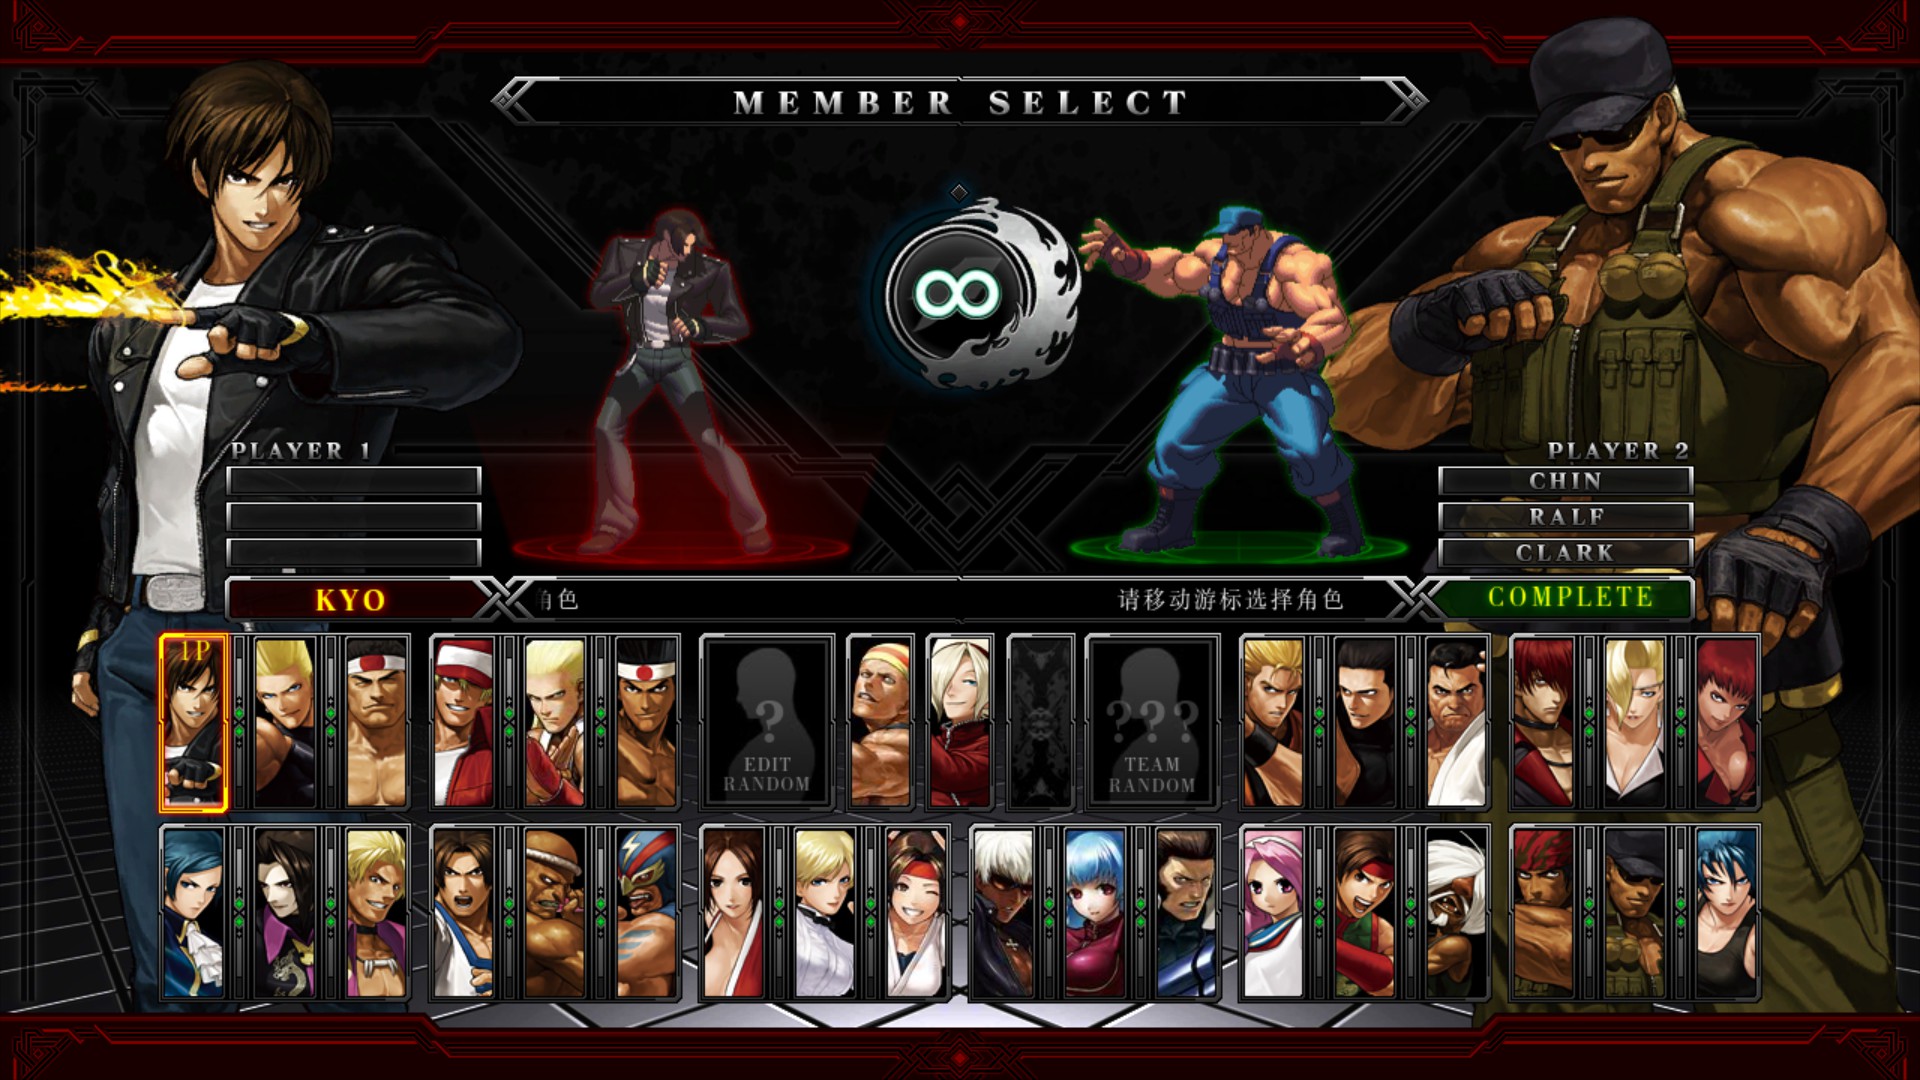 MEMBER SELECT
∞
PLAYER 1
PLAYER 2
CHIN
RALF
CLARK
KYO
角色
请移动游标选择角色
COMPLETE
1P
?
EDIT
RANDOM
???
TEAM
RANDOM